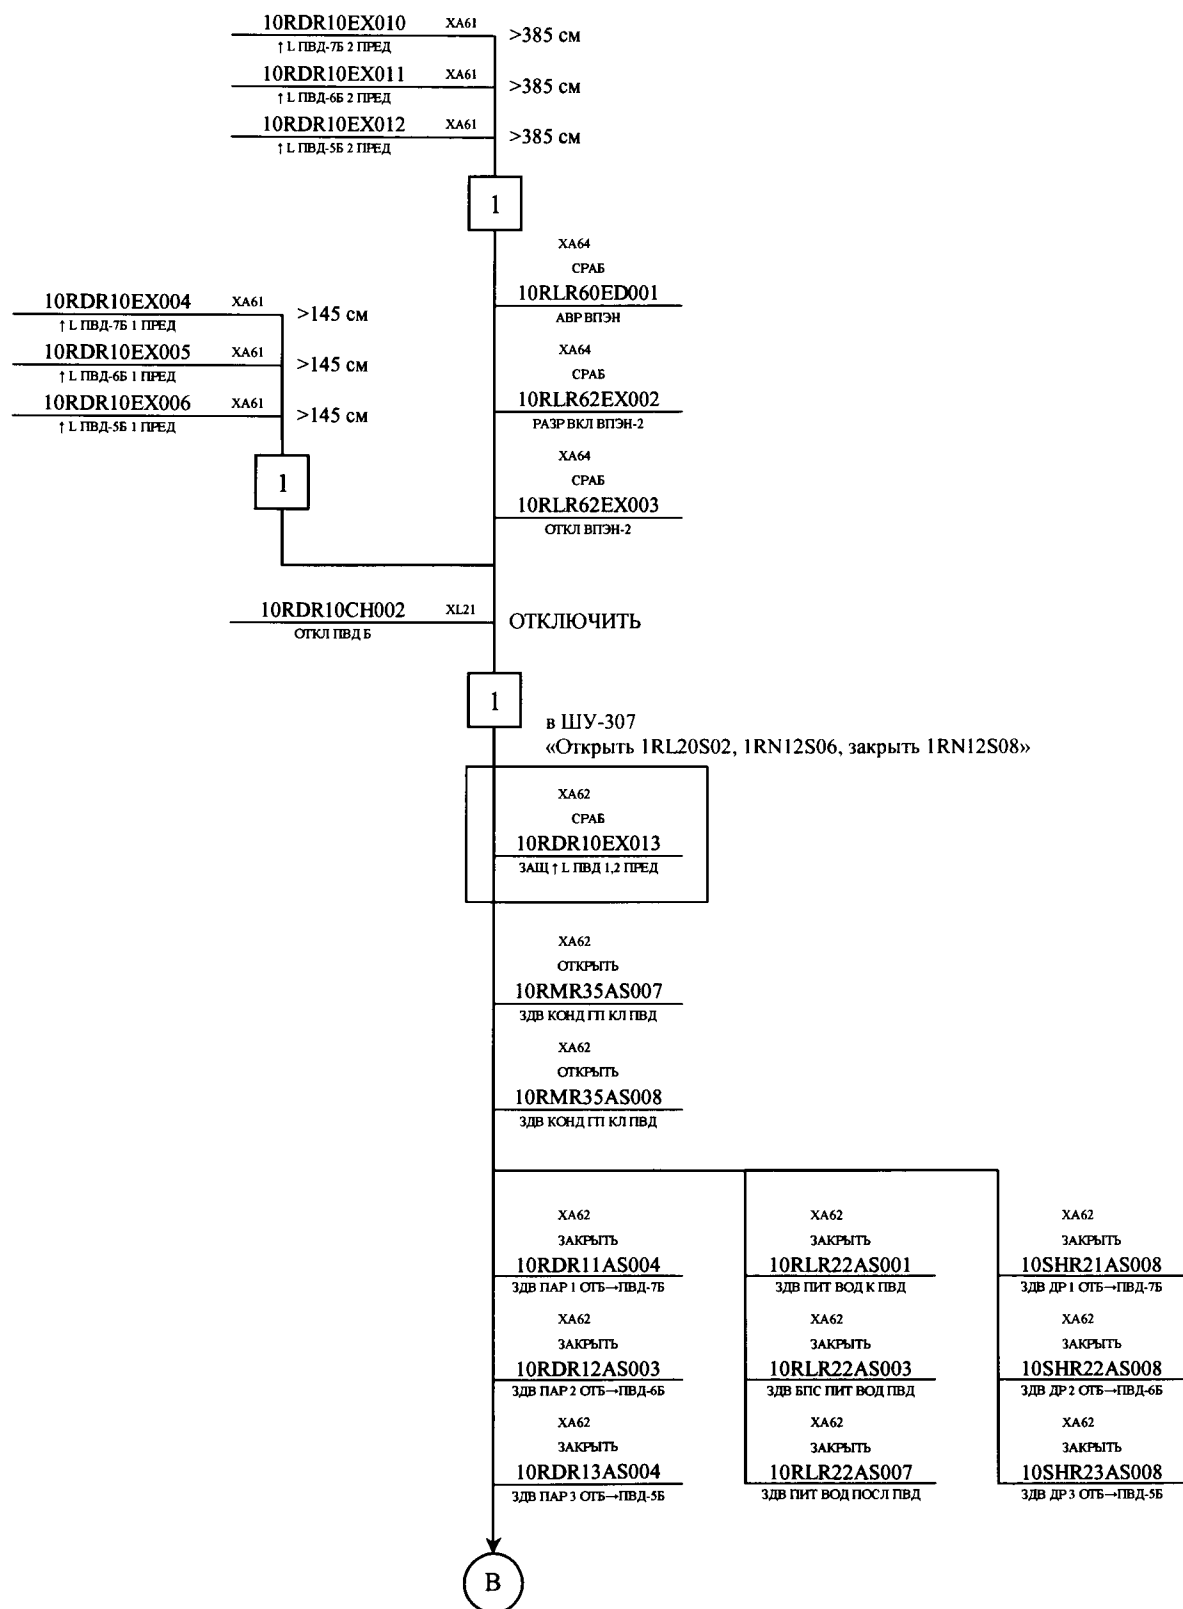 10RDR10EX010 XA61 >385 см
↑ L ПВД-7Б 2 ПРЕД
10RDR10EX011 XA61 >385 см
↑ L ПВД-6Б 2 ПРЕД
10RDR10EX012 XA61 >385 см
↑ L ПВД-5Б 2 ПРЕД
1
XA64
СРАБ
10RLR60ED001
АВР ВПЭН
10RDR10EX004 XA61 >145 см
↑ L ПВД-7Б 1 ПРЕД
10RDR10EX005 XA61 >145 см
↑ L ПВД-6Б 1 ПРЕД
10RDR10EX006 XA61 >145 см
↑ L ПВД-5Б 1 ПРЕД
1
XA64
СРАБ
10RLR62EX002
РАЗР ВКЛ ВПЭН-2
XA64
СРАБ
10RLR62EX003
ОТКЛ ВПЭН-2
10RDR10CH002 XL21 ОТКЛЮЧИТЬ
ОТКЛ ПВД Б
1
в ШУ-307
«Открыть 1RL20S02, 1RN12S06, закрыть 1RN12S08»
XA62
СРАБ
10RDR10EX013
ЗАЩ ↑ L ПВД 1,2 ПРЕД
XA62
ОТКРЫТЬ
10RMR35AS007
ЗДВ КОНД ГП КЛ ПВД
XA62
ОТКРЫТЬ
10RMR35AS008
ЗДВ КОНД ГП КЛ ПВД
XA62 XA62 XA62
ЗАКРЫТЬ ЗАКРЫТЬ ЗАКРЫТЬ
10RDR11AS004 10RLR22AS001 10SHR21AS008
ЗДВ ПАР 1 ОТБ→ПВД-7Б ЗДВ ПИТ ВОД К ПВД ЗДВ ДР 1 ОТБ→ПВД-7Б
XA62 XA62 XA62
ЗАКРЫТЬ ЗАКРЫТЬ ЗАКРЫТЬ
10RDR12AS003 10RLR22AS003 10SHR22AS008
ЗДВ ПАР 2 ОТБ→ПВД-6Б ЗДВ БПС ПИТ ВОД ПВД ЗДВ ДР 2 ОТБ→ПВД-6Б
XA62 XA62 XA62
ЗАКРЫТЬ ЗАКРЫТЬ ЗАКРЫТЬ
10RDR13AS004 10RLR22AS007 10SHR23AS008
ЗДВ ПАР 3 ОТБ→ПВД-5Б ЗДВ ПИТ ВОД ПОСЛ ПВД ЗДВ ДР 3 ОТБ→ПВД-5Б
В